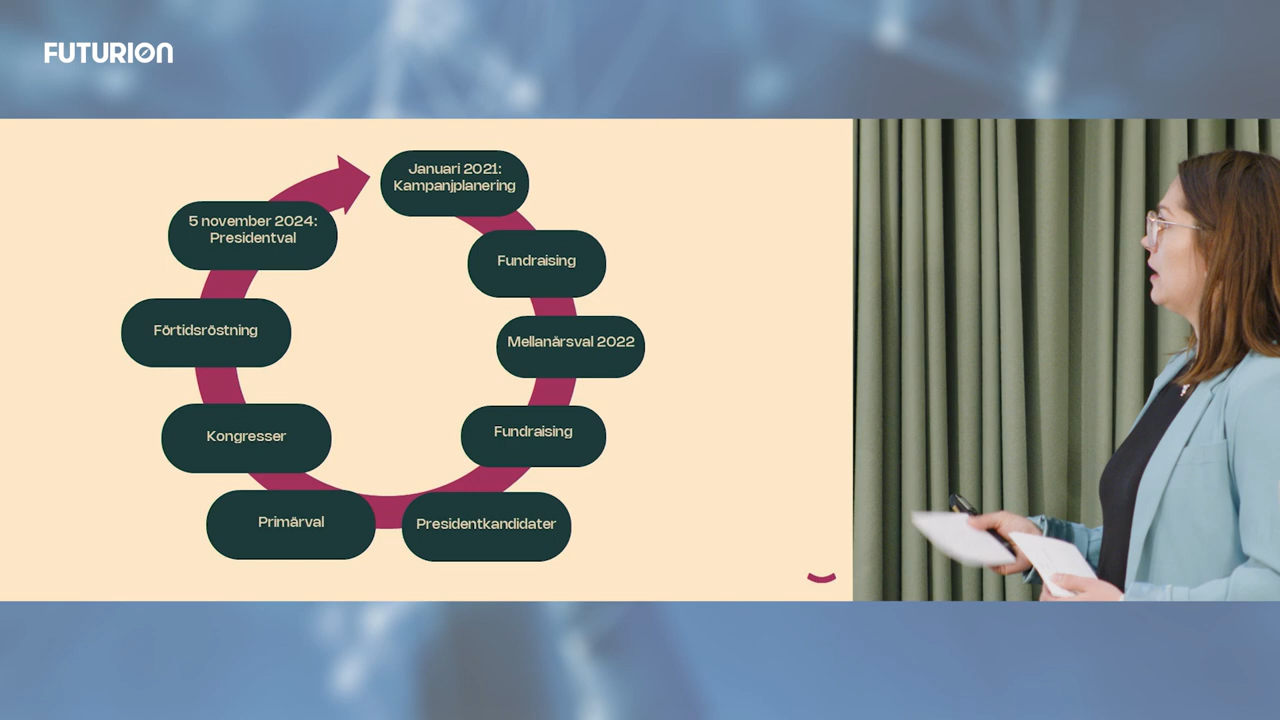 FUTURION
Januari 2021:
Kampanjplanering
Fundraising
Mellanårsval 2022
Fundraising
Presidentkandidater
Primärval
Kongresser
Förtidsröstning
5 november 2024:
Presidentval